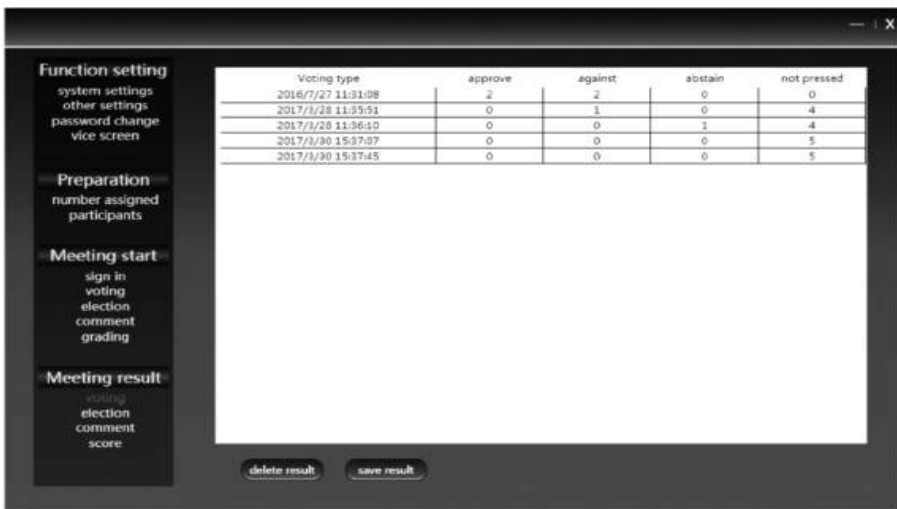 X
Function setting
system settings
other settings
password change
vice screen
Preparation
number assigned
participants
Meeting start
sign in
voting
election
comment
grading
Meeting result
voting
election
comment
score
Voting type approve against abstain not pressed
2016/7/27 11:31:08 2 2 0 0
2017/3/28 11:35:51 0 1 0 4
2017/3/28 11:36:10 0 0 1 4
2017/3/30 15:37:07 0 0 0 5
2017/3/30 15:37:45 0 0 0 5
delete result save result